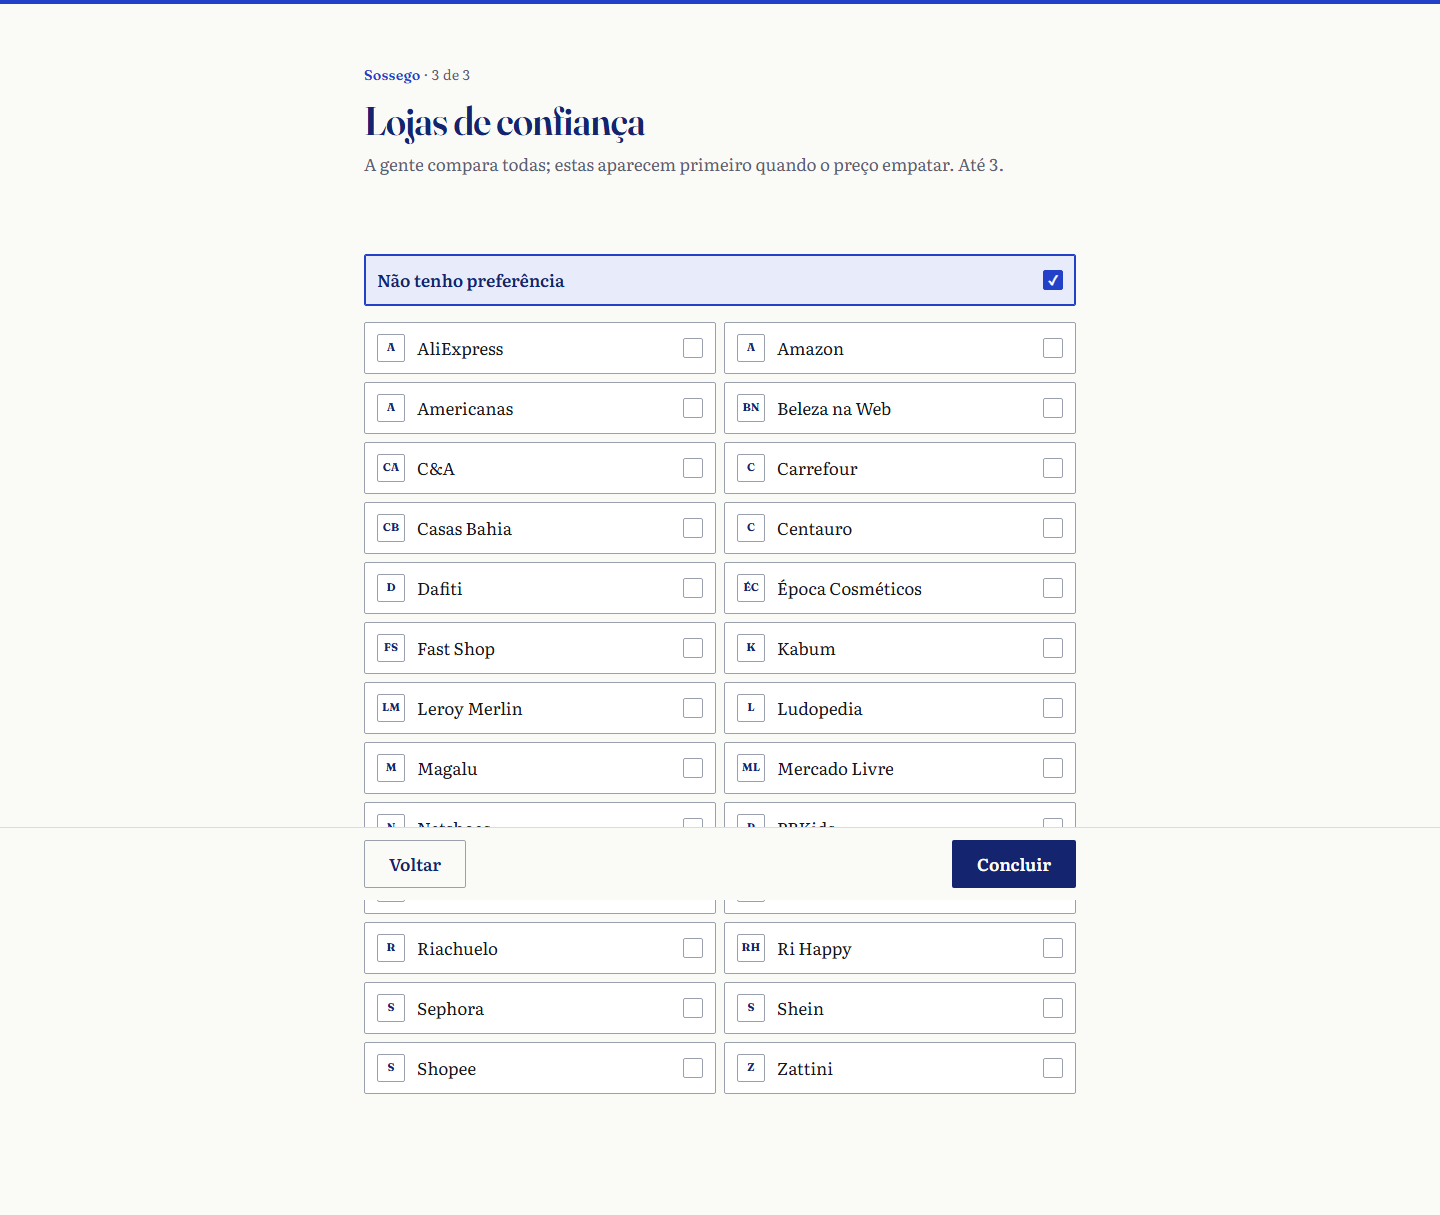 Sossego · 3 de 3
Lojas de confiança
A gente compara todas; estas aparecem primeiro quando o preço empatar. Até 3.
Não tenho preferência
A AliExpress
A Amazon
A Americanas
BN Beleza na Web
CA C&A
C Carrefour
CB Casas Bahia
C Centauro
D Dafiti
ÉC Época Cosméticos
FS Fast Shop
K Kabum
LM Leroy Merlin
L Ludopedia
M Magalu
ML Mercado Livre
Voltar
Concluir
R Riachuelo
RH Ri Happy
S Sephora
S Shein
S Shopee
Z Zattini